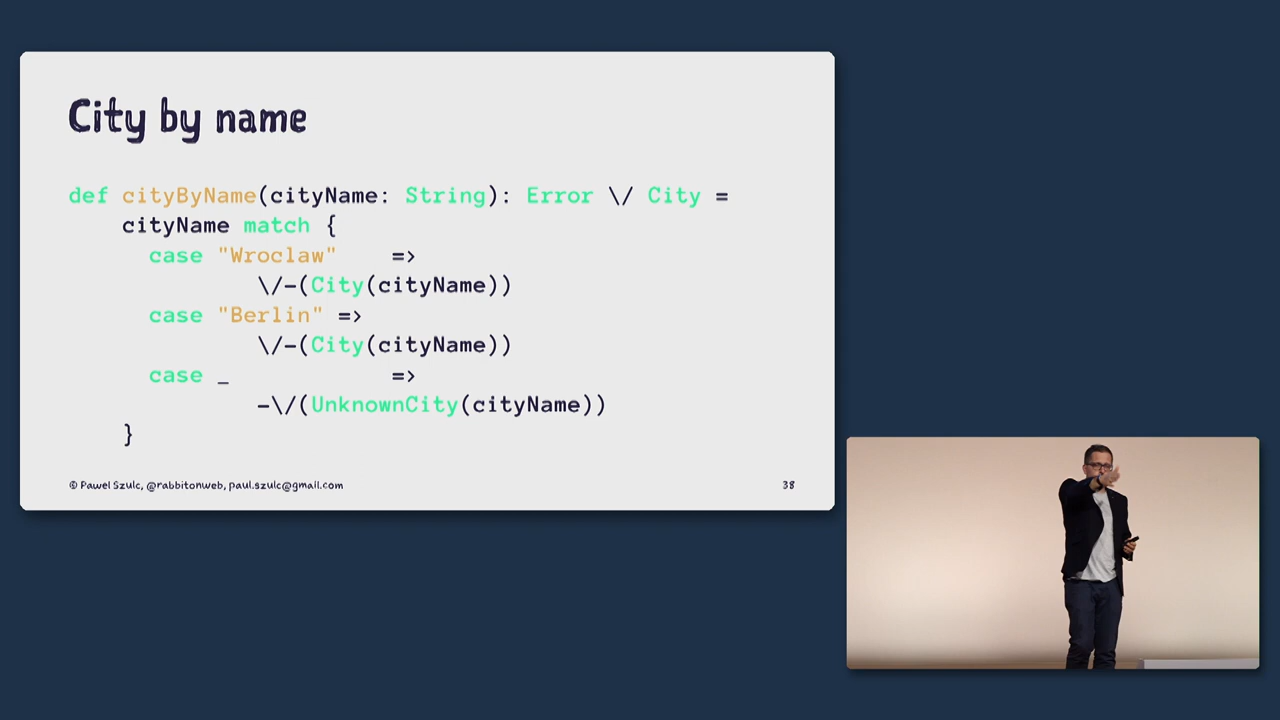 City by name
def cityByName(cityName: String): Error \/ City =
cityName match {
case "Wroclaw" =>
\/-(City(cityName))
case "Berlin" =>
\/-(City(cityName))
case _ =>
-\/(UnknownCity(cityName))
}
© Pawel Szulc, @rabbitonweb, paul.szulc@gmail.com
38